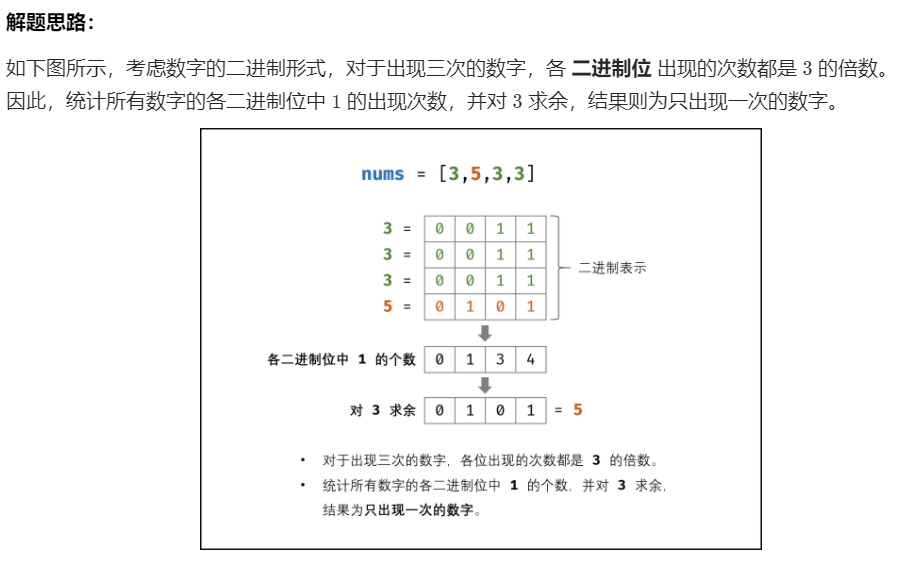 解题思路：
如下图所示，考虑数字的二进制形式，对于出现三次的数字，各 二进制位 出现的次数都是 3 的倍数。
因此，统计所有数字的各二进制位中 1 的出现次数，并对 3 求余，结果则为只出现一次的数字。
nums = [3,5,3,3]
3 = 0 0 1 1
3 = 0 0 1 1
3 = 0 0 1 1
5 = 0 1 0 1
二进制表示
各二进制位中 1 的个数 0 1 3 4
对 3 求余 0 1 0 1 = 5
• 对于出现三次的数字，各位出现的次数都是 3 的倍数。
• 统计所有数字的各二进制位中 1 的个数，并对 3 求余，
结果为只出现一次的数字。